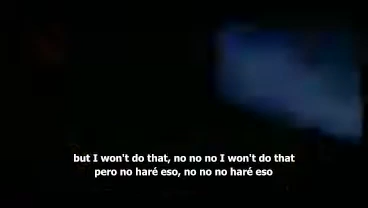 but I won't do that, no no no I won't do that
pero no haré eso, no no no haré eso